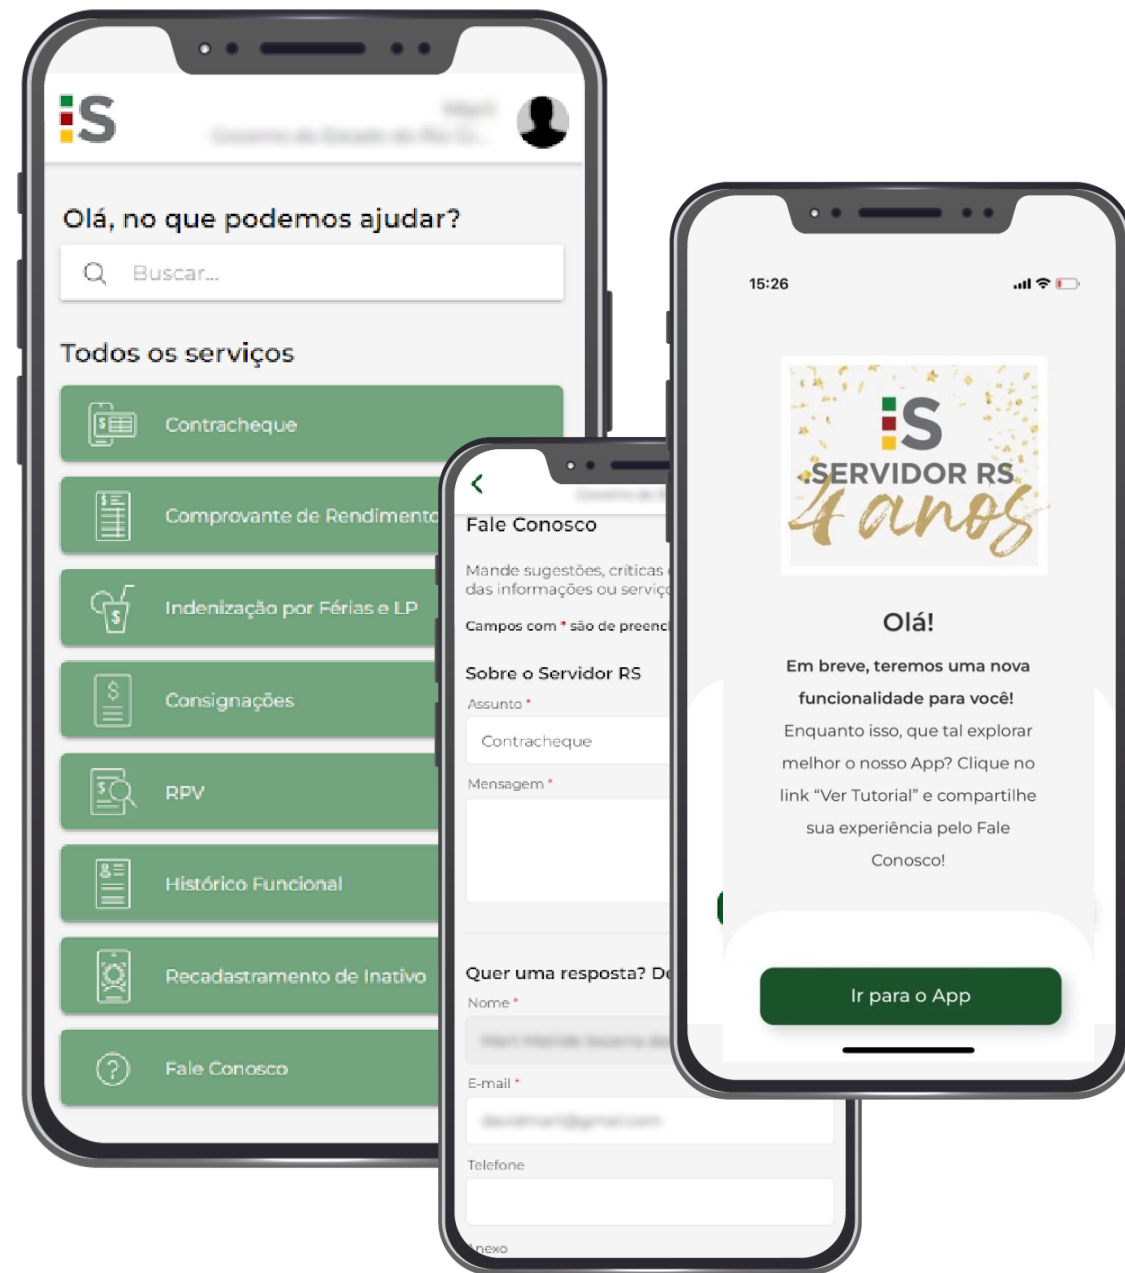 S
Olá, no que podemos ajudar?
Buscar...
Todos os serviços
Contracheque
Comprovante de Rendimento
Indenização por Férias e LP
Consignações
RPV
Histórico Funcional
Recadastramento de Inativo
Fale Conosco
Fale Conosco
Mande sugestões, críticas
das informações ou serviço
Campos com * são de preencl
Sobre o Servidor RS
Assunto *
Contracheque
Mensagem *
Quer uma resposta? De
Nome *
E-mail *
Telefone
Anexo
15:26
S
SERVIDOR RS
4 anos
Olá!
Em breve, teremos uma nova
funcionalidade para você!
Enquanto isso, que tal explorar
melhor o nosso App? Clique no
link “Ver Tutorial” e compartilhe
sua experiência pelo Fale
Conosco!
Ir para o App